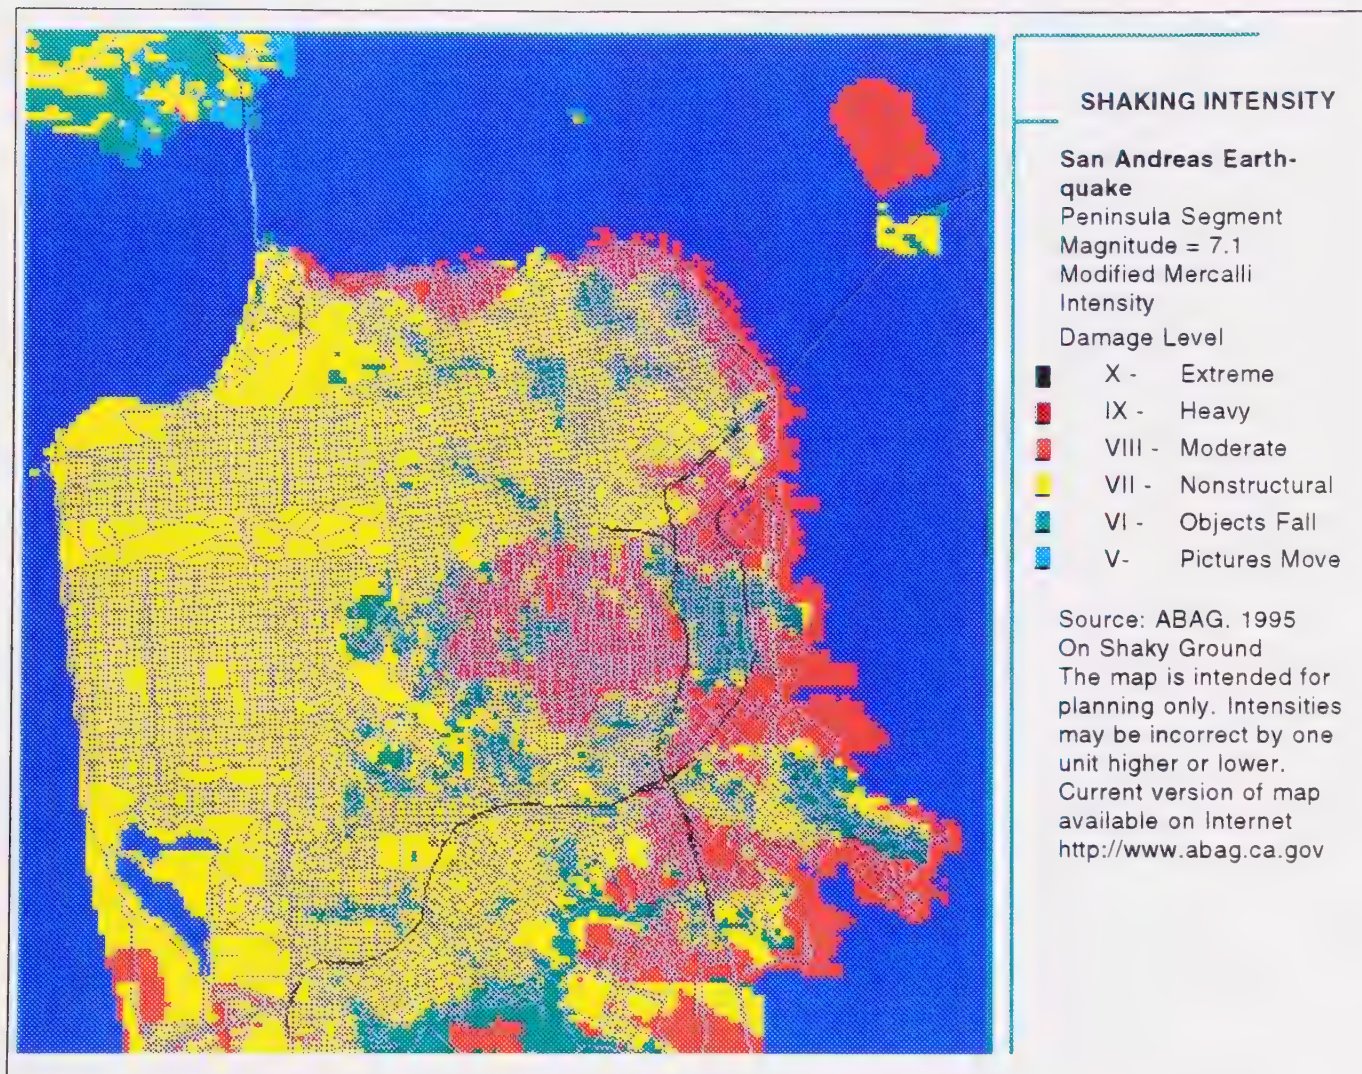 SHAKING INTENSITY
San Andreas Earth-
quake
Peninsula Segment
Magnitude = 7.1
Modified Mercalli
Intensity
Damage Level
X - Extreme
IX - Heavy
VIII - Moderate
VII - Nonstructural
VI - Objects Fall
V- Pictures Move
Source: ABAG. 1995
On Shaky Ground
The map is intended for
planning only. Intensities
may be incorrect by one
unit higher or lower.
Current version of map
available on Internet
http://www.abag.ca.gov